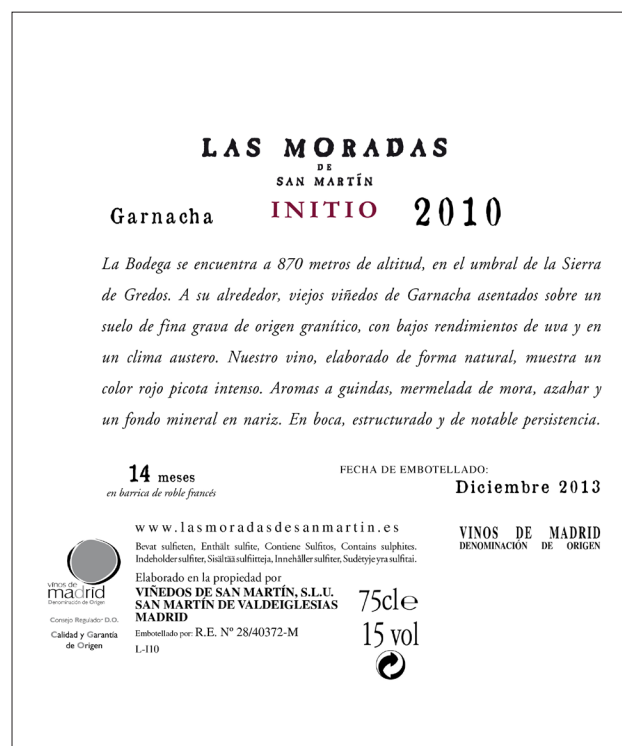 LAS MORADAS
DE
SAN MARTÍN
Garnacha INITIO 2010
La Bodega se encuentra a 870 metros de altitud, en el umbral de la Sierra
de Gredos. A su alrededor, viejos viñedos de Garnacha asentados sobre un
suelo de fina grava de origen granítico, con bajos rendimientos de uva y en
un clima austero. Nuestro vino, elaborado de forma natural, muestra un
color rojo picota intenso. Aromas a guindas, mermelada de mora, azahar y
un fondo mineral en nariz. En boca, estructurado y de notable persistencia.
14 meses
en barrica de roble francés
FECHA DE EMBOTELLADO:
Diciembre 2013
www.lasmoradasdesanmartin.es
Bevat sulfieten, Enthält sulfite, Contiene Sulfitos, Contains sulphites.
Indeholder sulfiter, Sisältää sulfiitteja, Innehåller sulfiter, Sudėtyje yra sulfitai.
VINOS DE MADRID
DENOMINACIÓN DE ORIGEN
vinos de
madrid
Denominación de Origen
Consejo Regulador D.O.
Calidad y Garantía
de Origen
Elaborado en la propiedad por
VIÑEDOS DE SAN MARTÍN, S.L.U.
SAN MARTÍN DE VALDEIGLESIAS
MADRID
Embotellado por: R.E. Nº 28/40372-M
L-I10
75cl℮
15 vol